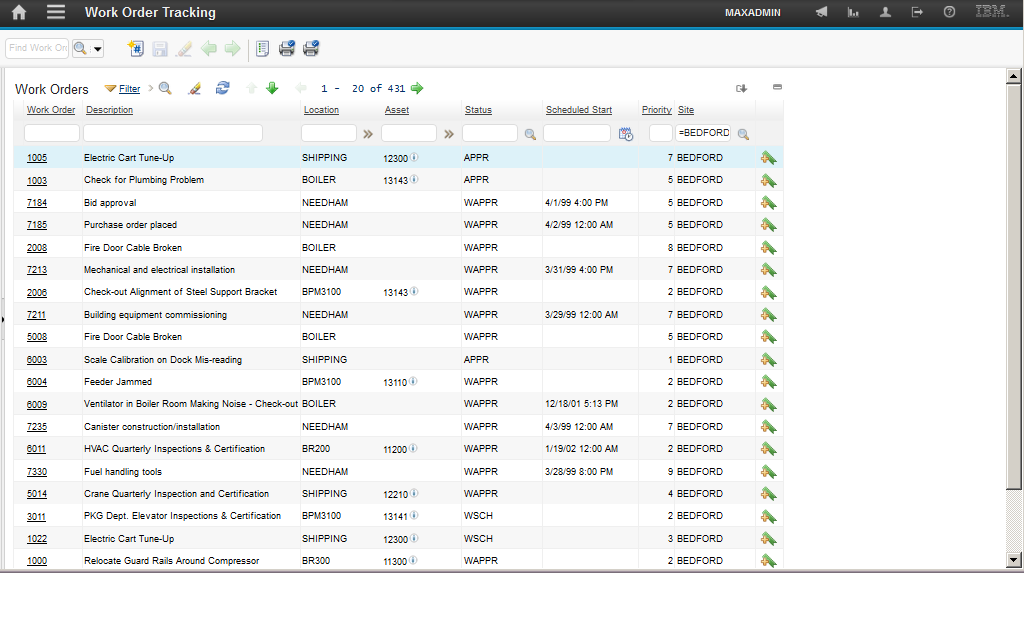 Work Order Tracking MAXADMIN IBM.
Find Work Or
Work Orders Filter 1 - 20 of 431
Work Order Description Location Asset Status Scheduled Start Priority Site
=BEDFORD
1005 Electric Cart Tune-Up SHIPPING 12300 APPR 7 BEDFORD
1003 Check for Plumbing Problem BOILER 13143 APPR 5 BEDFORD
7184 Bid approval NEEDHAM WAPPR 4/1/99 4:00 PM 5 BEDFORD
7185 Purchase order placed NEEDHAM WAPPR 4/2/99 12:00 AM 5 BEDFORD
2008 Fire Door Cable Broken BOILER WAPPR 8 BEDFORD
7213 Mechanical and electrical installation NEEDHAM WAPPR 3/31/99 4:00 PM 7 BEDFORD
2006 Check-out Alignment of Steel Support Bracket BPM3100 13143 WAPPR 2 BEDFORD
7211 Building equipment commissioning NEEDHAM WAPPR 3/29/99 12:00 AM 7 BEDFORD
5008 Fire Door Cable Broken BOILER WAPPR 5 BEDFORD
6003 Scale Calibration on Dock Mis-reading SHIPPING APPR 1 BEDFORD
6004 Feeder Jammed BPM3100 13110 WAPPR 2 BEDFORD
6009 Ventilator in Boiler Room Making Noise - Check-out BOILER WAPPR 12/18/01 5:13 PM 2 BEDFORD
7235 Canister construction/installation NEEDHAM WAPPR 4/3/99 12:00 AM 7 BEDFORD
6011 HVAC Quarterly Inspections & Certification BR200 11200 WAPPR 1/19/02 12:00 AM 2 BEDFORD
7330 Fuel handling tools NEEDHAM WAPPR 3/28/99 8:00 PM 9 BEDFORD
5014 Crane Quarterly Inspection and Certification SHIPPING 12210 WAPPR 4 BEDFORD
3011 PKG Dept. Elevator Inspections & Certification BPM3100 13141 WSCH 2 BEDFORD
1022 Electric Cart Tune-Up SHIPPING 12300 WSCH 3 BEDFORD
1000 Relocate Guard Rails Around Compressor BR300 11300 WAPPR 2 BEDFORD